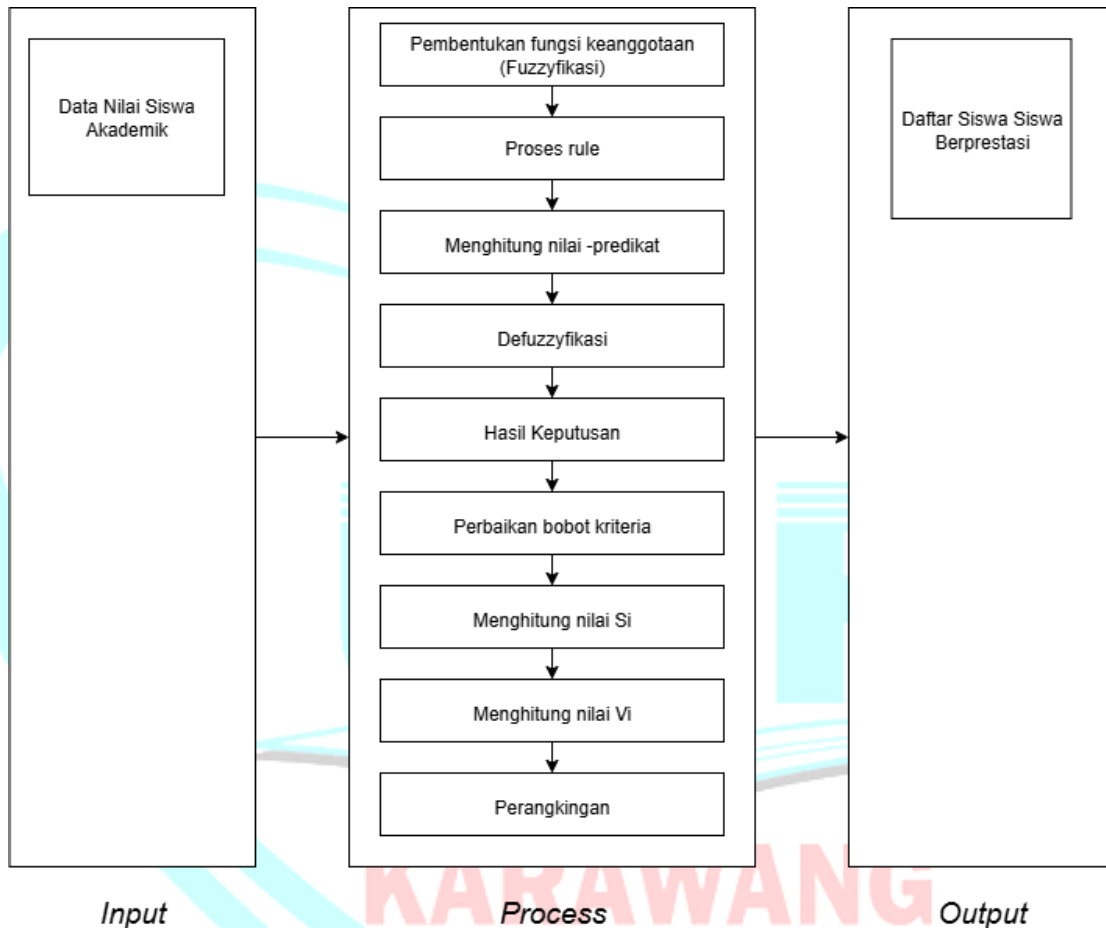 Data Nilai Siswa
Akademik
Pembentukan fungsi keanggotaan
(Fuzzyfikasi)
Proses rule
Menghitung nilai -predikat
Defuzzyfikasi
Hasil Keputusan
Perbaikan bobot kriteria
Menghitung nilai Si
Menghitung nilai Vi
Perangkingan
Daftar Siswa Siswa
Berprestasi
KARAWANG
Input
Process
Output